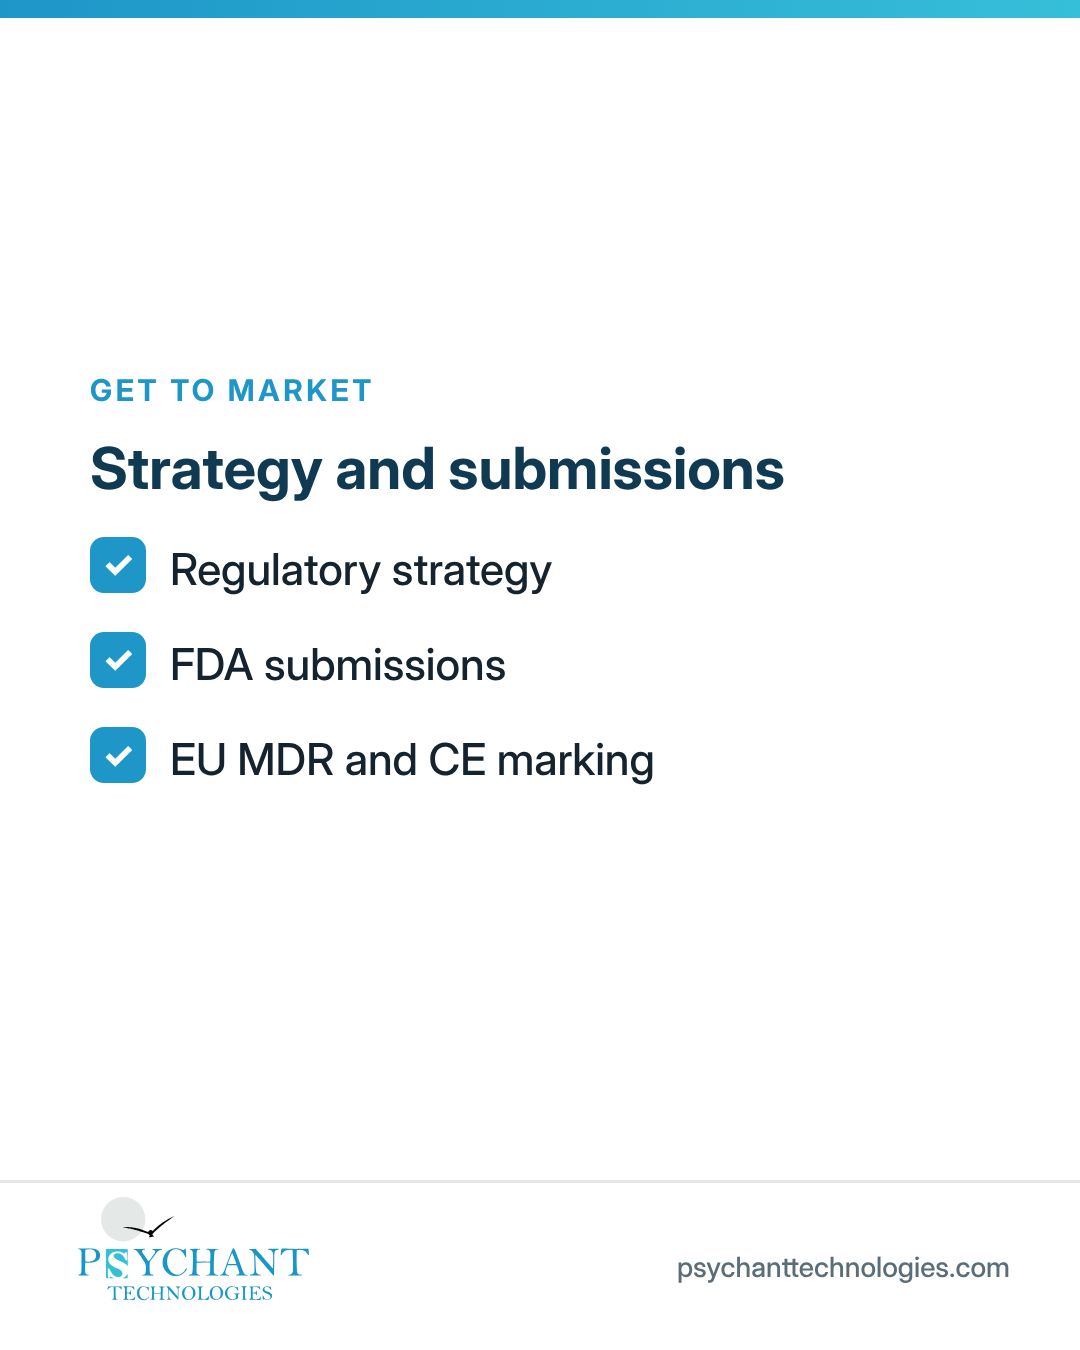 GET TO MARKET
Strategy and submissions
Regulatory strategy
FDA submissions
EU MDR and CE marking
PSYCHANT
TECHNOLOGIES
psychanttechnologies.com